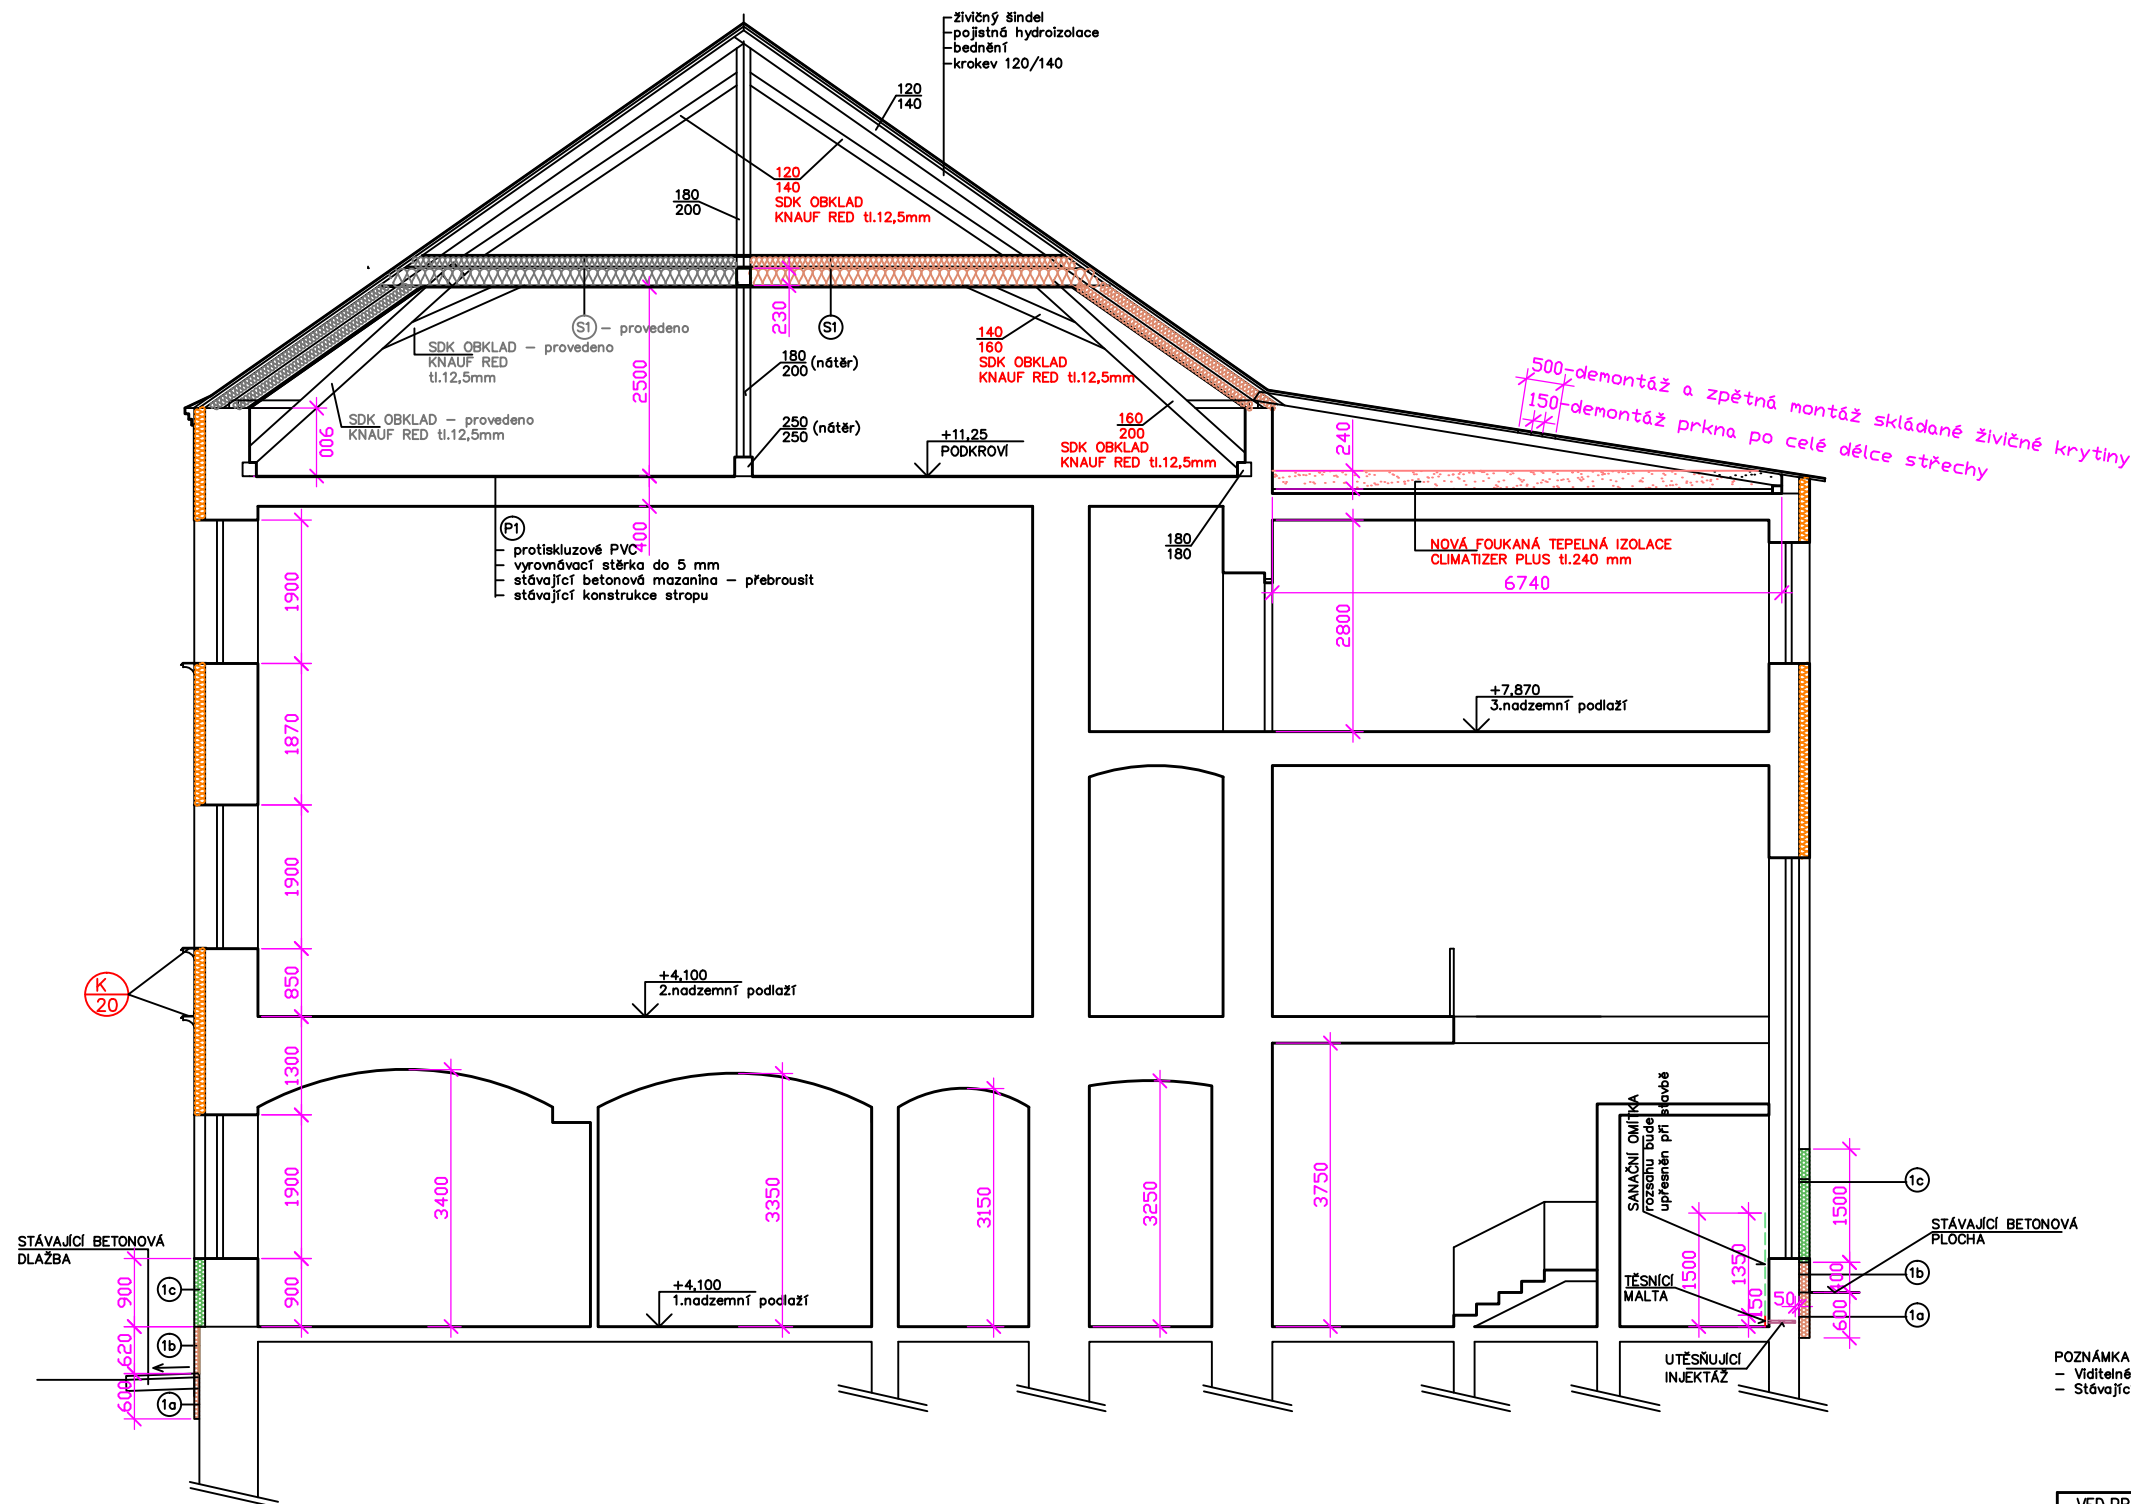 živičný šindel
pojistná hydroizolace
bednění
krokev 120/140
120
140
120
140
SDK OBKLAD
KNAUF RED tl.12,5mm
180
200
S1 – provedeno
SDK OBKLAD – provedeno
KNAUF RED
tl.12,5mm
230
S1
140
160
SDK OBKLAD
KNAUF RED tl.12,5mm
2500
180
200 (nátěr)
500-demontáž a zpětná montáž skládané živičné krytiny
150-demontáž prkna po celé délce střechy
SDK OBKLAD – provedeno
KNAUF RED tl.12,5mm
900
250
250 (nátěr)
+11,25
PODKROVÍ
160
200
SDK OBKLAD
KNAUF RED tl.12,5mm
240
P1
protiskluzové PVC
vyrovnávací stěrka do 5 mm
stávající betonová mazanina – přebrousit
stávající konstrukce stropu
400
180
180
NOVÁ FOUKANÁ TEPELNÁ IZOLACE
CLIMATIZER PLUS tl.240 mm
6740
1900
2800
+7,870
3.nadzemní podlaží
1870
1900
K
20
850
+4,100
2.nadzemní podlaží
1300
1900
3400
3350
3150
3250
3750
SANAČNÍ OMÍTKA
rozsahu bude
upřesněn při stavbě
1c
1500
STÁVAJÍCÍ BETONOVÁ
PLOCHA
STÁVAJÍCÍ BETONOVÁ
DLAŽBA
900
1c
900
+4,100
1.nadzemní podlaží
1500
1350
150
TĚSNÍCÍ
MALTA
50
1b
400
1a
600
620
1b
600
1a
UTĚSŇUJÍCÍ
INJEKTÁŽ
POZNÁMKA
– Viditelné
– Stávajíc